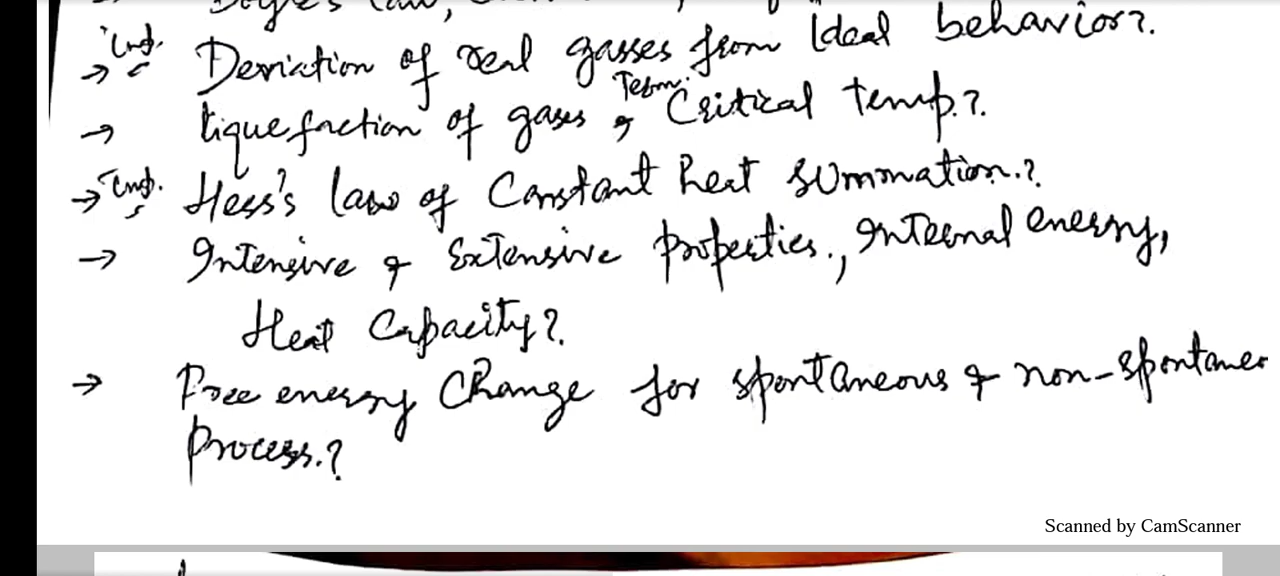 Boyle's law,
Imp.
→ Deviation of real gasses from Ideal behavior?.
→ liquefaction of gases, Term. Critical temp.?
→ Imp. Hess's law of Constant heat summation.?
→ Intensive & Extensive properties., Internal energy,
Heat Capacity?.
→ Free energy Change for spontaneous & non-spontaneo
process.?
Scanned by CamScanner